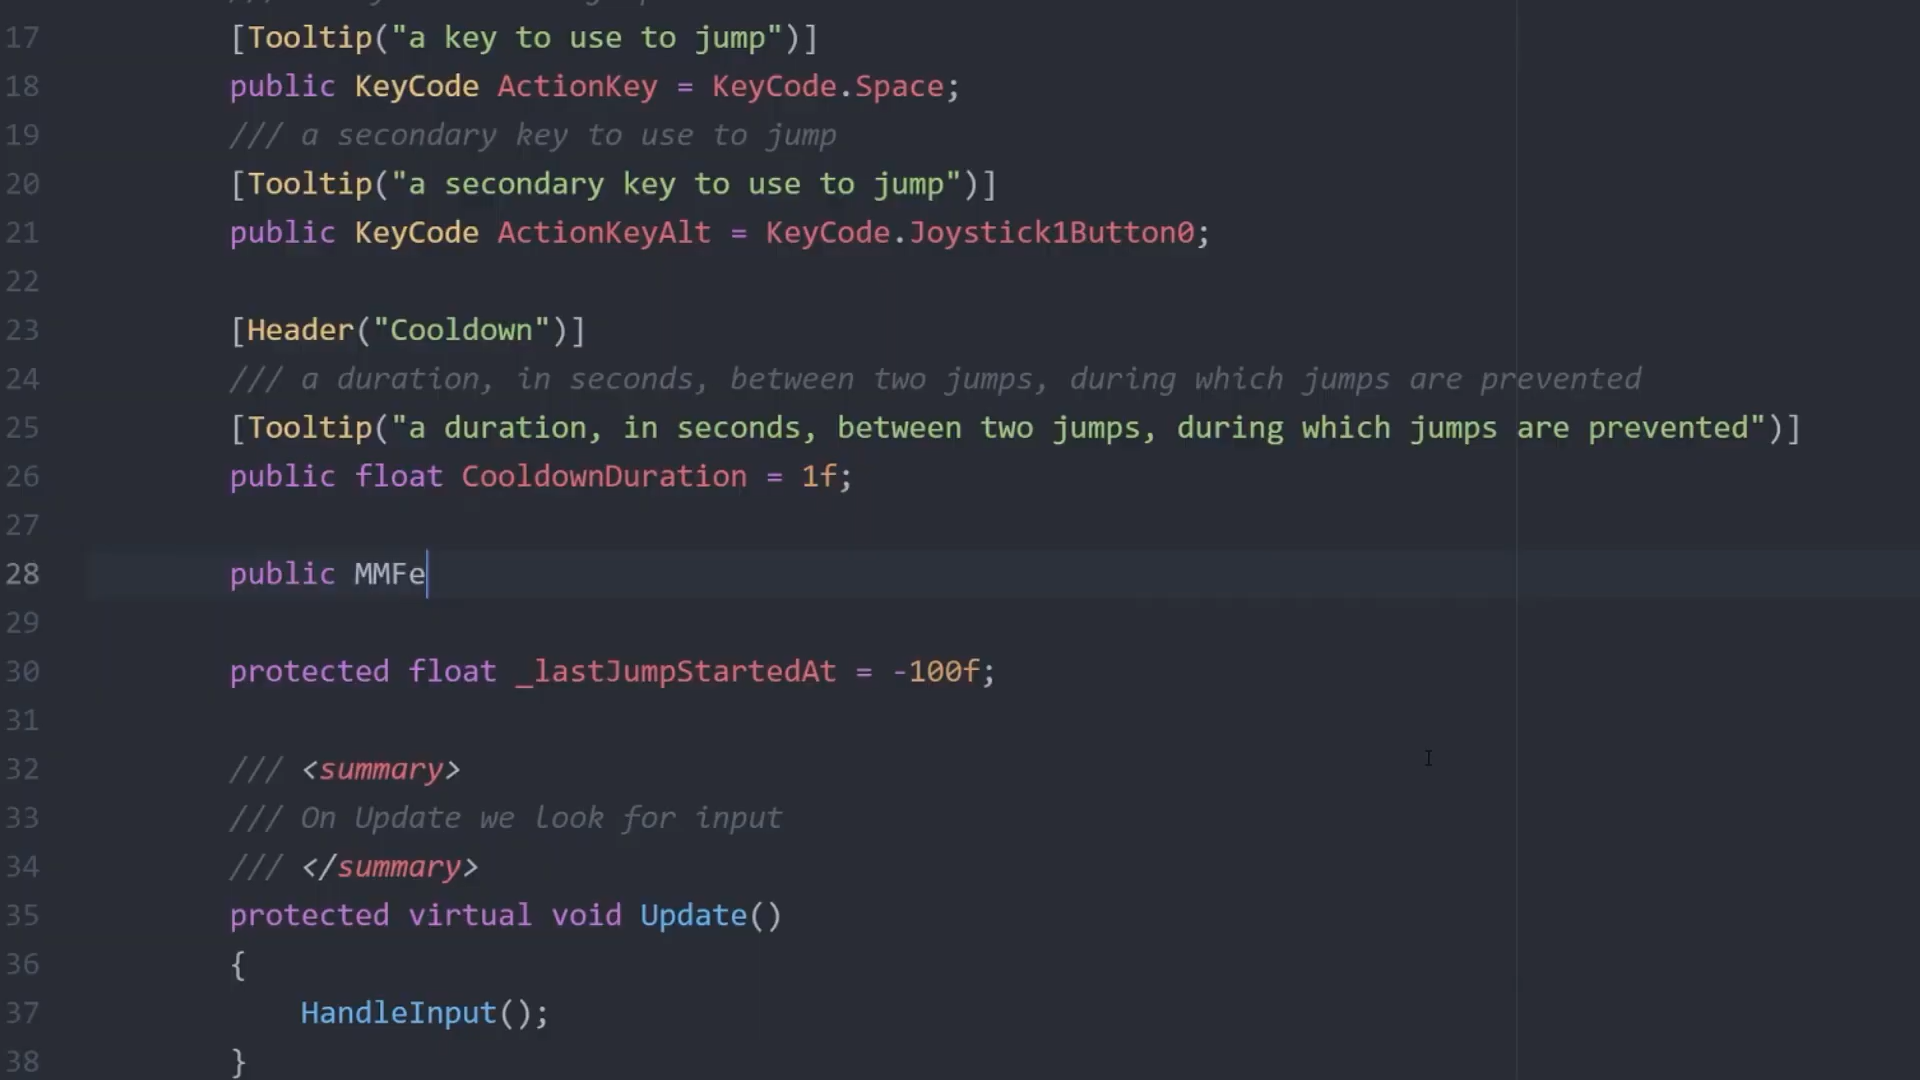 17 [Tooltip("a key to use to jump")]
18 public KeyCode ActionKey = KeyCode.Space;
19 /// a secondary key to use to jump
20 [Tooltip("a secondary key to use to jump")]
21 public KeyCode ActionKeyAlt = KeyCode.Joystick1Button0;
22
23 [Header("Cooldown")]
24 /// a duration, in seconds, between two jumps, during which jumps are prevented
25 [Tooltip("a duration, in seconds, between two jumps, during which jumps are prevented")]
26 public float CooldownDuration = 1f;
27
28 public MMFe
29
30 protected float _lastJumpStartedAt = -100f;
31
32 /// <summary>
33 /// On Update we look for input
34 /// </summary>
35 protected virtual void Update()
36 {
37 HandleInput();
38 }